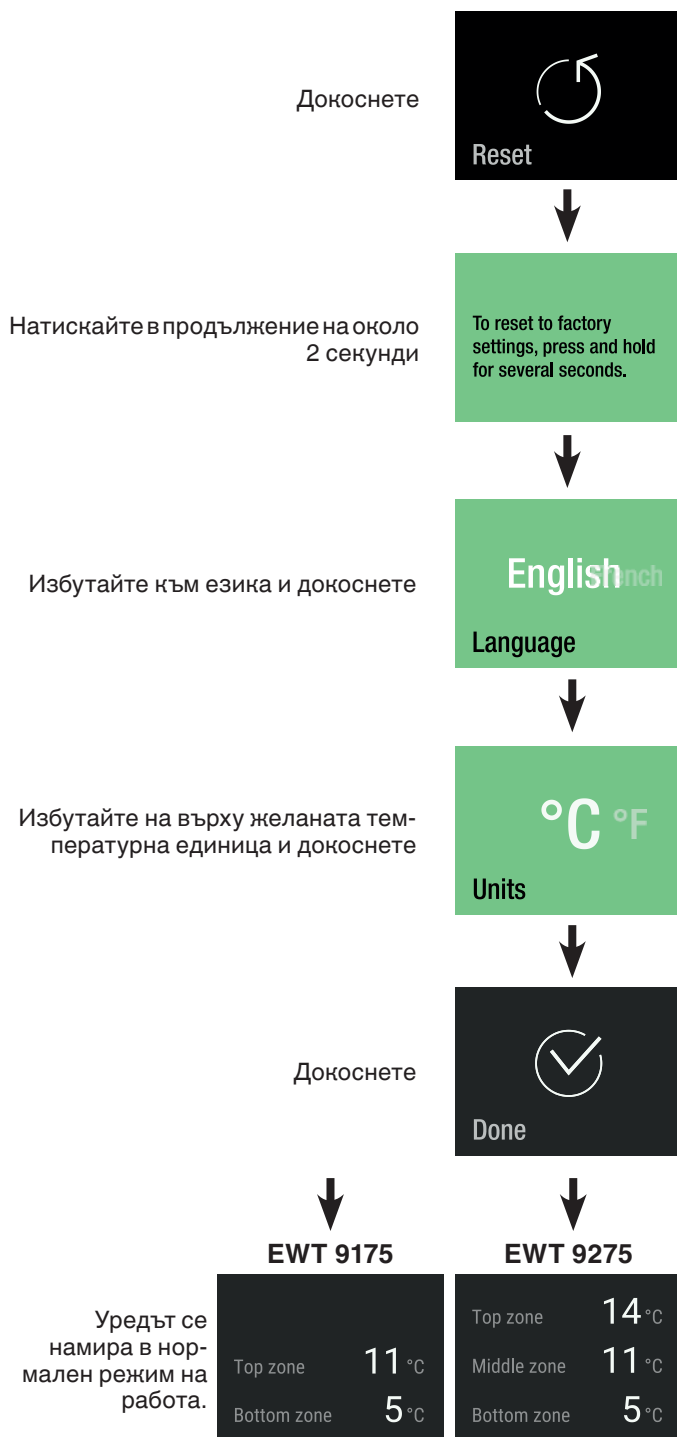 Докоснете
Reset
Натискайте в продължение на около
2 секунди
To reset to factory
settings, press and hold
for several seconds.
Избутайте към езика и докоснете
English French
Language
Избутайте на върху желаната тем-
пературна единица и докоснете
°C °F
Units
Докоснете
Done
EWT 9175
EWT 9275
Уредът се
намира в нор-
мален режим на
работа.
Top zone 11 °C
Bottom zone 5 °C
Top zone 14 °C
Middle zone 11 °C
Bottom zone 5 °C